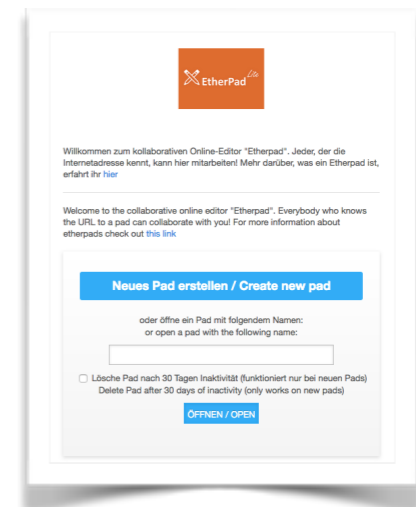 EtherPad Lite
Willkommen zum kollaborativen Online-Editor "Etherpad". Jeder, der die
Internetadresse kennt, kann hier mitarbeiten! Mehr darüber, was ein Etherpad ist,
erfahrt ihr hier
Welcome to the collaborative online editor "Etherpad". Everybody who knows
the URL to a pad can collaborate with you! For more information about
etherpads check out this link
Neues Pad erstellen / Create new pad
oder öffne ein Pad mit folgendem Namen:
or open a pad with the following name:
Lösche Pad nach 30 Tagen Inaktivität (funktioniert nur bei neuen Pads)
Delete Pad after 30 days of inactivity (only works on new pads)
ÖFFNEN / OPEN